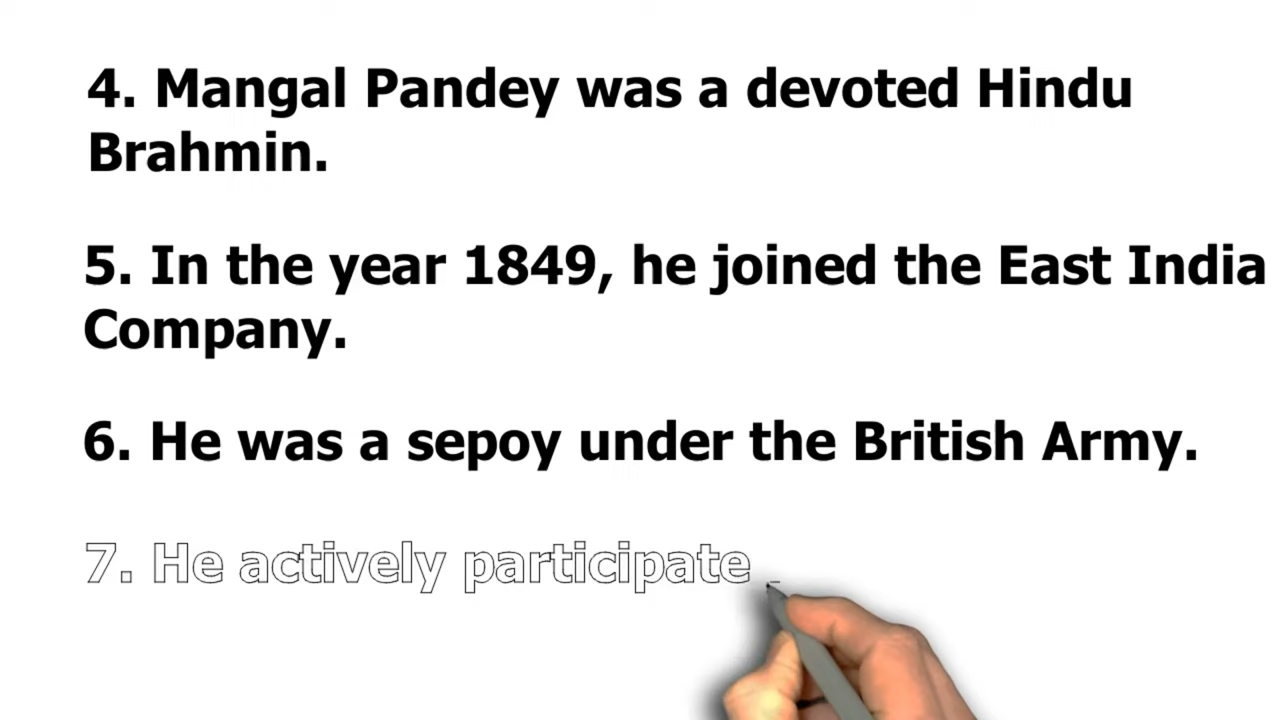 4. Mangal Pandey was a devoted Hindu
Brahmin.
5. In the year 1849, he joined the East India
Company.
6. He was a sepoy under the British Army.
7. He actively participate